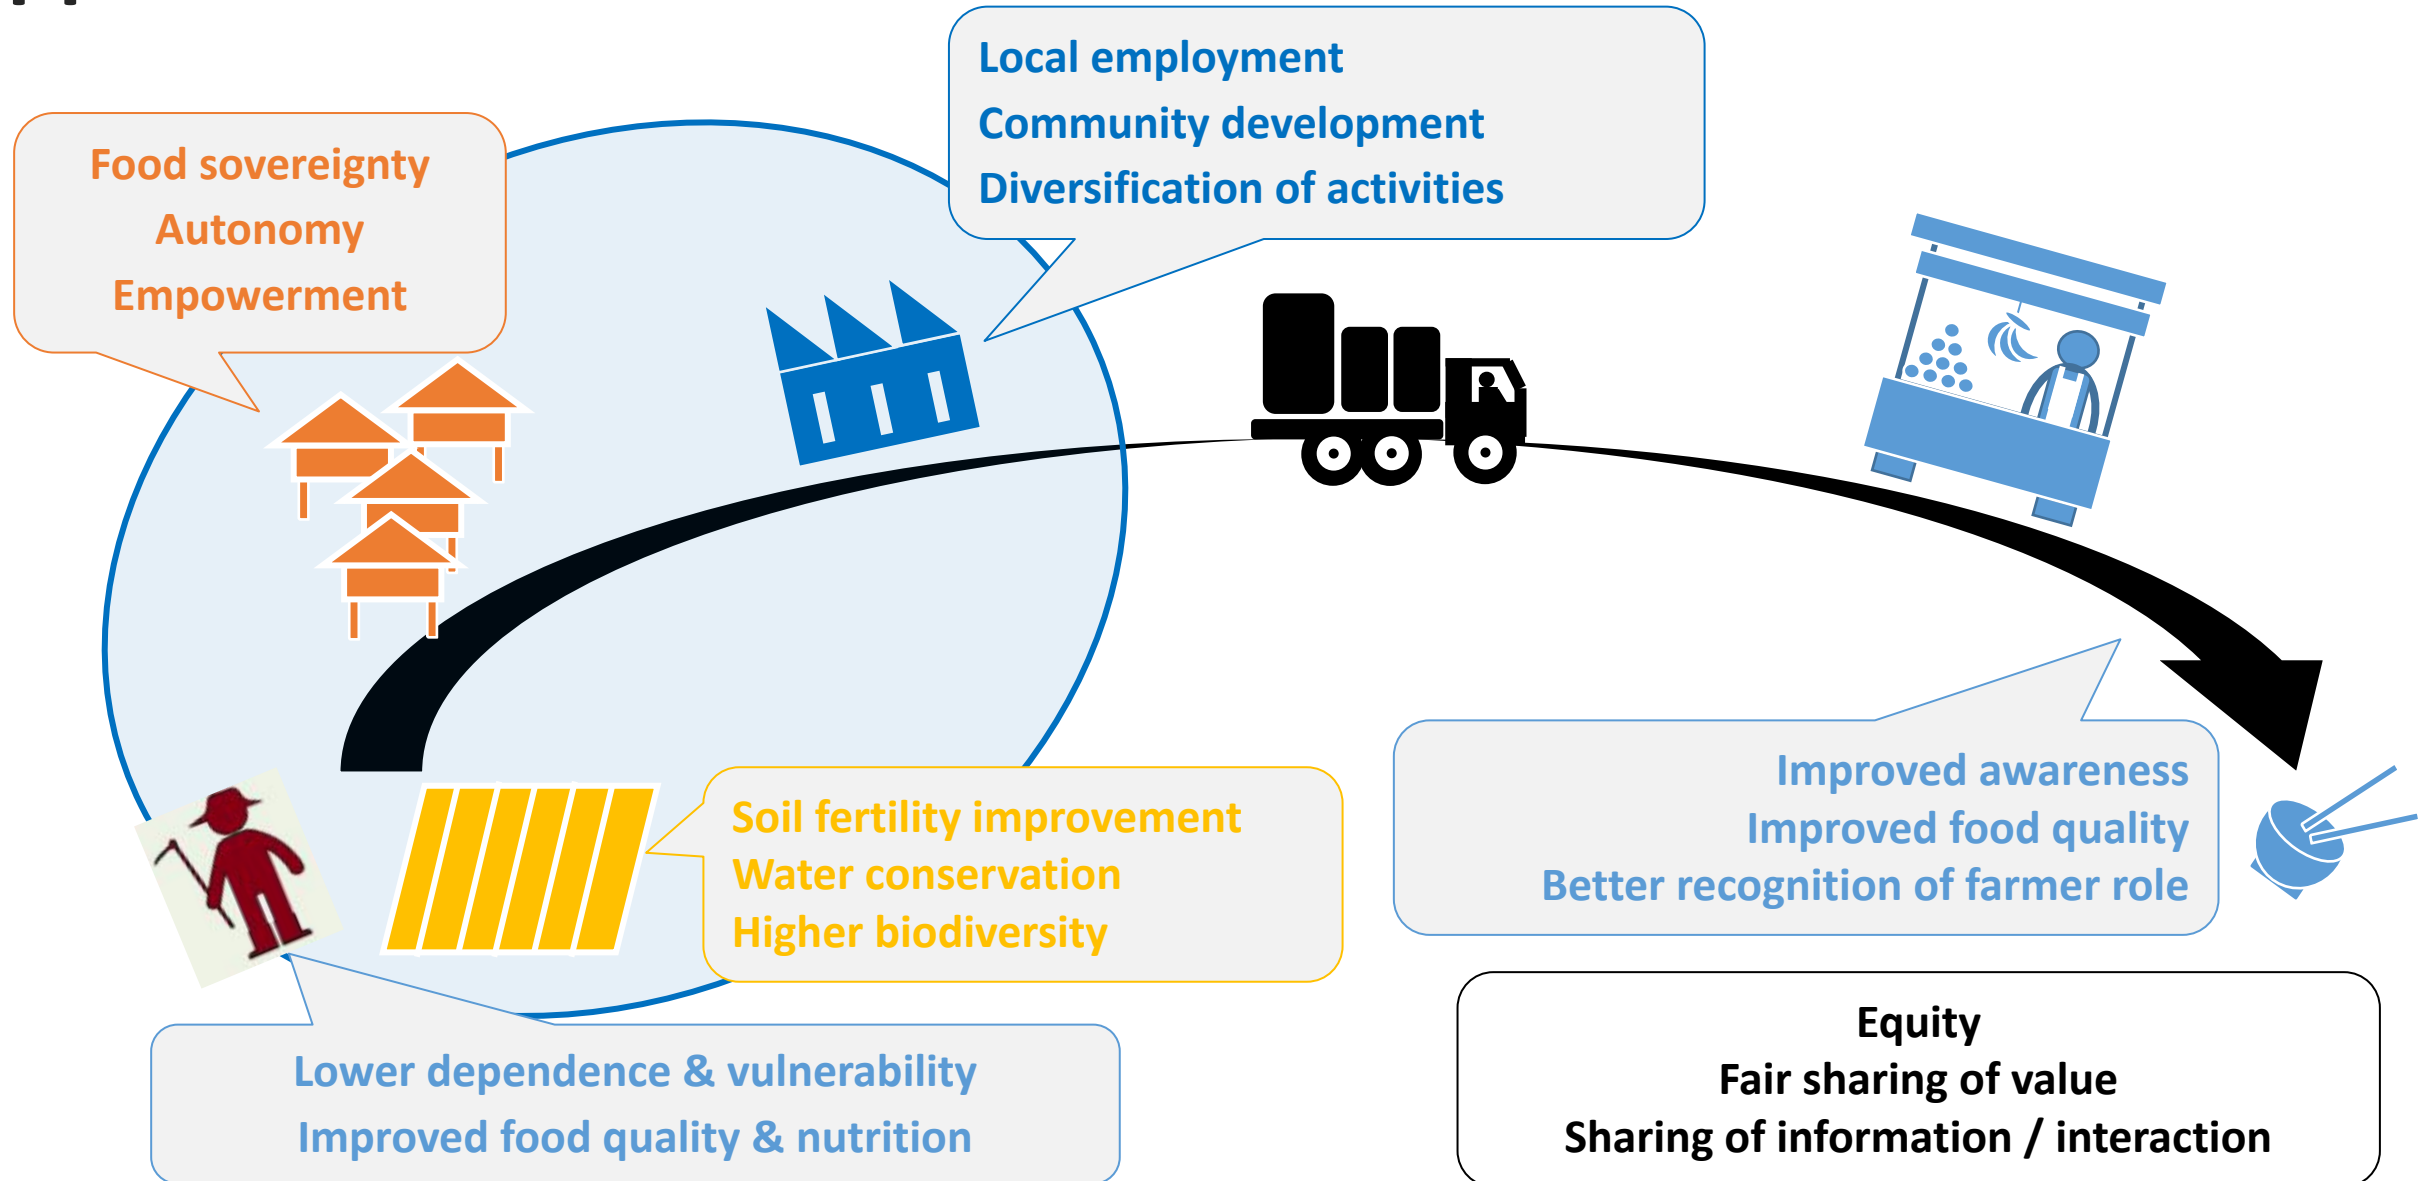 Local employment
Community development
Diversification of activities
Food sovereignty
Autonomy
Empowerment
Soil fertility improvement
Water conservation
Higher biodiversity
Improved awareness
Improved food quality
Better recognition of farmer role
Lower dependence & vulnerability
Improved food quality & nutrition
Equity
Fair sharing of value
Sharing of information / interaction